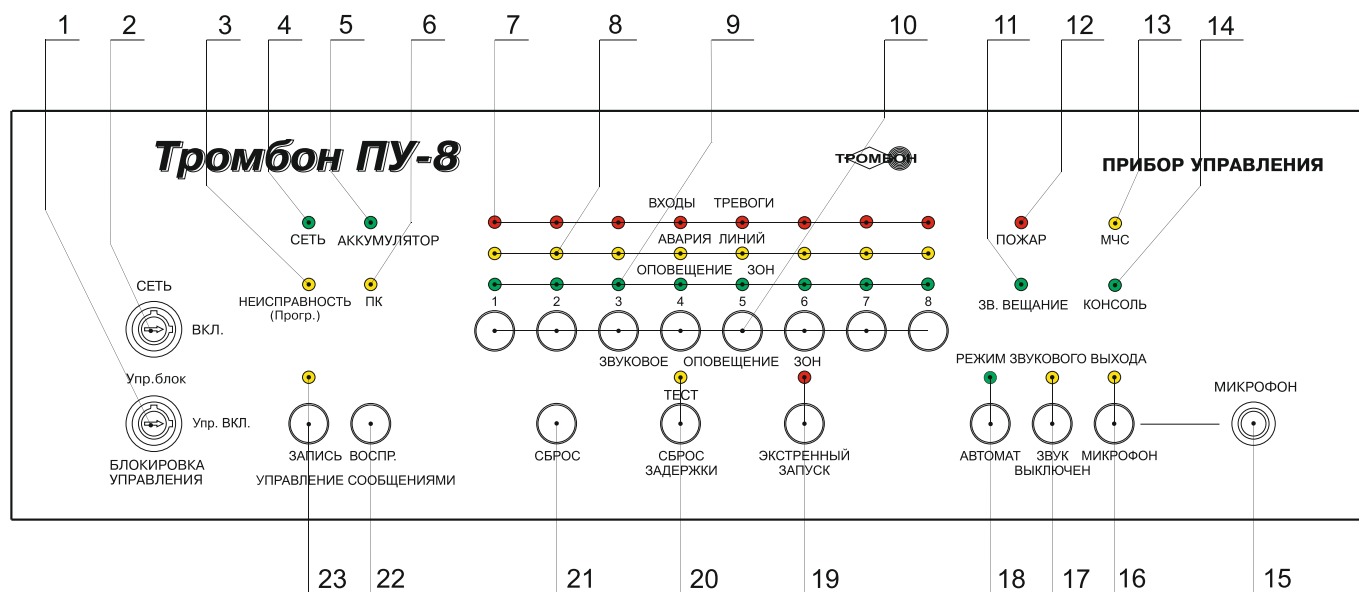 1 2 3 4 5 6 7 8 9 10 11 12 13 14
Тромбон ПУ-8
ТРОМБОН
ПРИБОР УПРАВЛЕНИЯ
ВХОДЫ ТРЕВОГИ
СЕТЬ АККУМУЛЯТОР
АВАРИЯ ЛИНИЙ
ПОЖАР МЧС
ОПОВЕЩЕНИЕ ЗОН
СЕТЬ
НЕИСПРАВНОСТЬ ПК
(Прогр.)
1 2 3 4 5 6 7 8
ЗВ. ВЕЩАНИЕ КОНСОЛЬ
ВКЛ.
ЗВУКОВОЕ ОПОВЕЩЕНИЕ ЗОН
РЕЖИМ ЗВУКОВОГО ВЫХОДА
Упр.блок
ТЕСТ
МИКРОФОН
Упр. ВКЛ.
БЛОКИРОВКА
УПРАВЛЕНИЯ
ЗАПИСЬ ВОСПР.
УПРАВЛЕНИЕ СООБЩЕНИЯМИ
СБРОС
СБРОС
ЗАДЕРЖКИ
ЭКСТРЕННЫЙ
ЗАПУСК
АВТОМАТ
ЗВУК
ВЫКЛЮЧЕН
МИКРОФОН
23 22 21 20 19 18 17 16 15